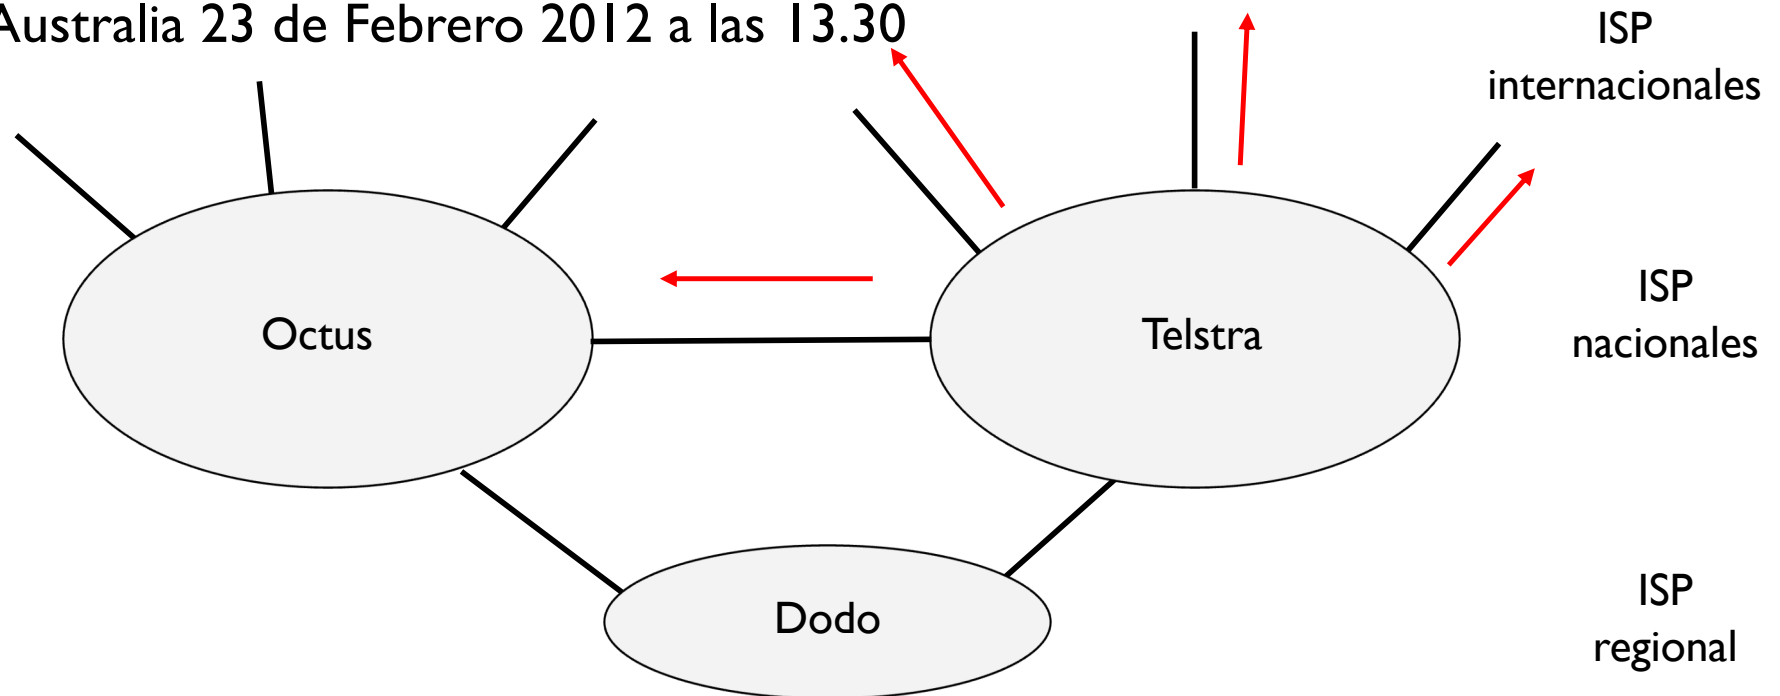 Australia 23 de Febrero 2012 a las 13.30
ISP
internacionales
Octus
Telstra
ISP
nacionales
Dodo
ISP
regional